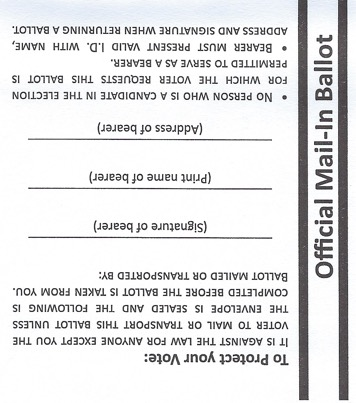 To Protect your Vote:
IT IS AGAINST THE LAW FOR ANYONE EXCEPT YOU THE
VOTER TO MAIL OR TRANSPORT THIS BALLOT UNLESS
THE ENVELOPE IS SEALED AND THE FOLLOWING IS
COMPLETED BEFORE THE BALLOT IS TAKEN FROM YOU.
BALLOT MAILED OR TRANSPORTED BY:
(Signature of bearer)
(Print name of bearer)
(Address of bearer)
• NO PERSON WHO IS A CANDIDATE IN THE ELECTION
FOR WHICH THE VOTER REQUESTS THIS BALLOT IS
PERMITTED TO SERVE AS A BEARER.
• BEARER MUST PRESENT VALID I.D. WITH NAME,
ADDRESS AND SIGNATURE WHEN RETURNING A BALLOT.
Official Mail-In Ballot